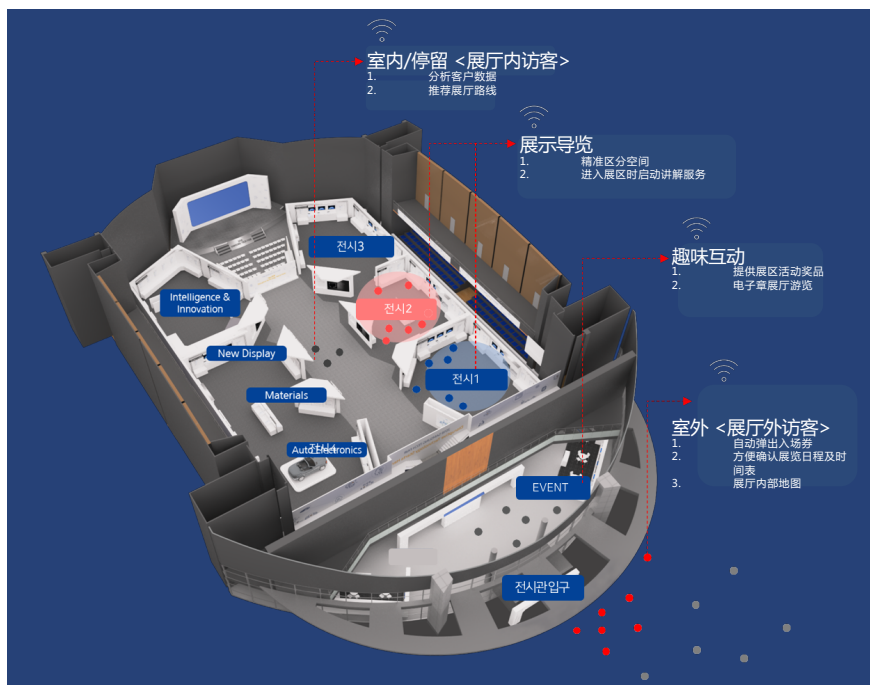 室内/停留 <展厅内访客>
1. 分析客户数据
2. 推荐展厅路线
展示导览
1. 精准区分空间
2. 进入展区时启动讲解服务
趣味互动
1. 提供展区活动奖品
2. 电子章展厅游览
室外 <展厅外访客>
1. 自动弹出入场券
2. 方便确认展览日程及时
间表
3. 展厅内部地图
전시3
Intelligence &
Innovation
전시2
New Display
전시1
Materials
전시4
Auto Electronics
EVENT
전시관입구